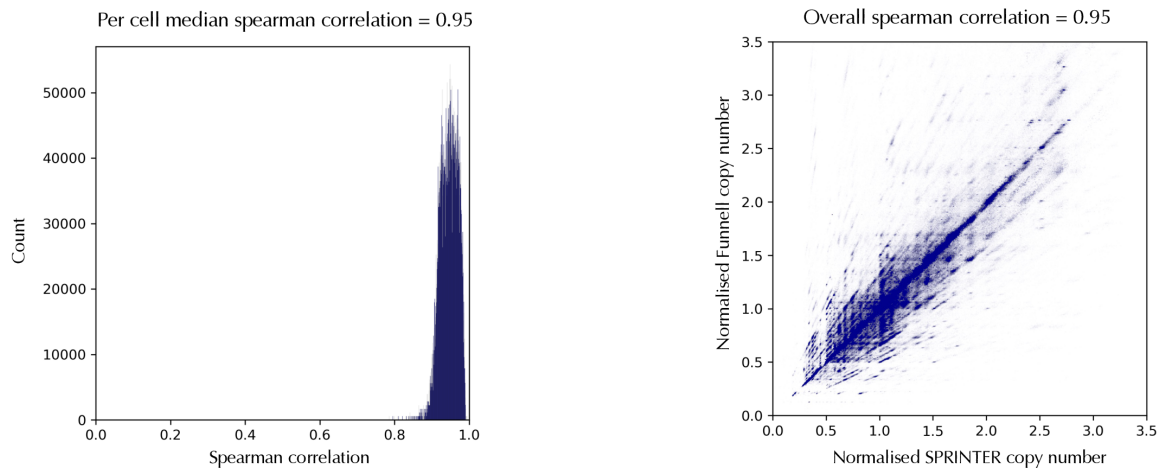 Per cell median spearman correlation = 0.95
50000
40000
30000
20000
10000
0
Count
0.0 0.2 0.4 0.6 0.8 1.0
Spearman correlation
Overall spearman correlation = 0.95
3.5
3.0
2.5
2.0
1.5
1.0
0.5
0.0
Normalised Funnell copy number
0.0 0.5 1.0 1.5 2.0 2.5 3.0 3.5
Normalised SPRINTER copy number